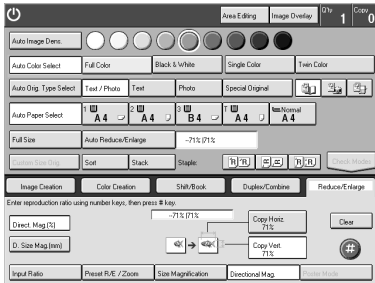 Area Editing Image Overlay Q'ty 1 Copy 0
Auto Image Dens.
Auto Color Select Full Color Black & White Single Color Twin Color
Auto Orig. Type Select Text / Photo Text Photo Special Original
Auto Paper Select 1 A4 2 A4 3 B4 T A4 Normal A4
Full Size Auto Reduce/Enlarge --71% |71%
Custom Size Orig. Sort Stack Staple: Check Modes
Image Creation Color Creation Shift/Book Duplex/Combine Reduce/Enlarge
Enter reproduction ratio using number keys, then press # key.
Direct. Mag.(%) --71% |71% Copy Horiz. 71% Clear
D. Size Mag.(mm) Copy Vert. 71% #
Input Ratio Preset R/E / Zoom Size Magnification Directional Mag. Poster Mode